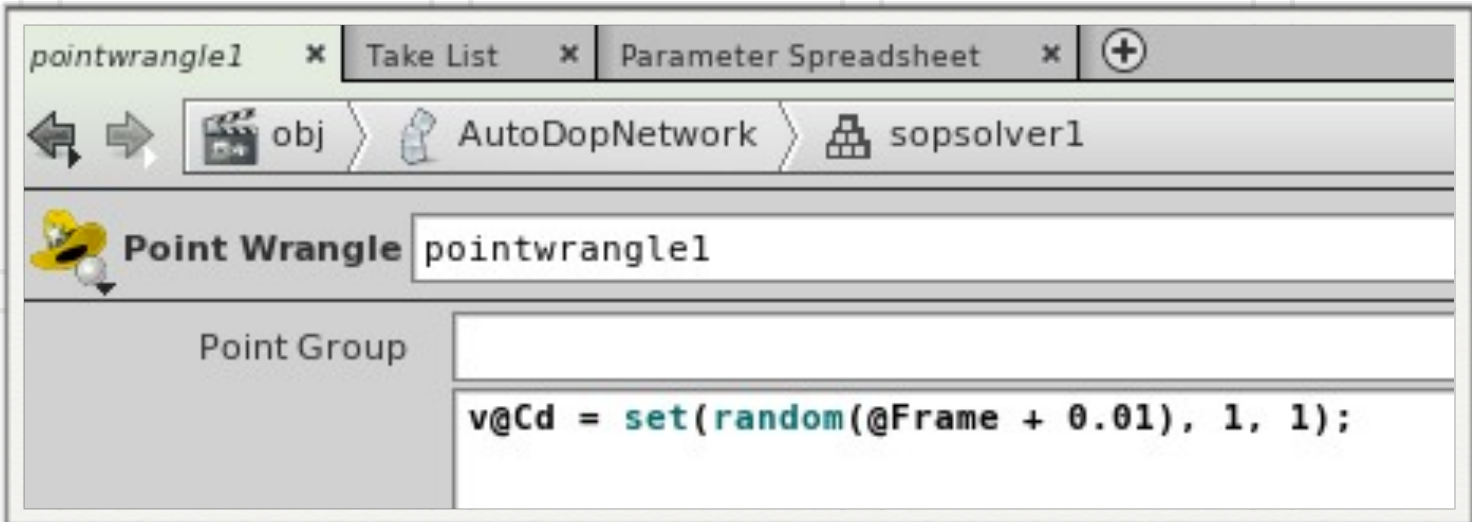 pointwrangle1 Take List Parameter Spreadsheet
obj AutoDopNetwork sopsolver1
Point Wrangle pointwrangle1
Point Group
v@Cd = set(random(@Frame + 0.01), 1, 1);